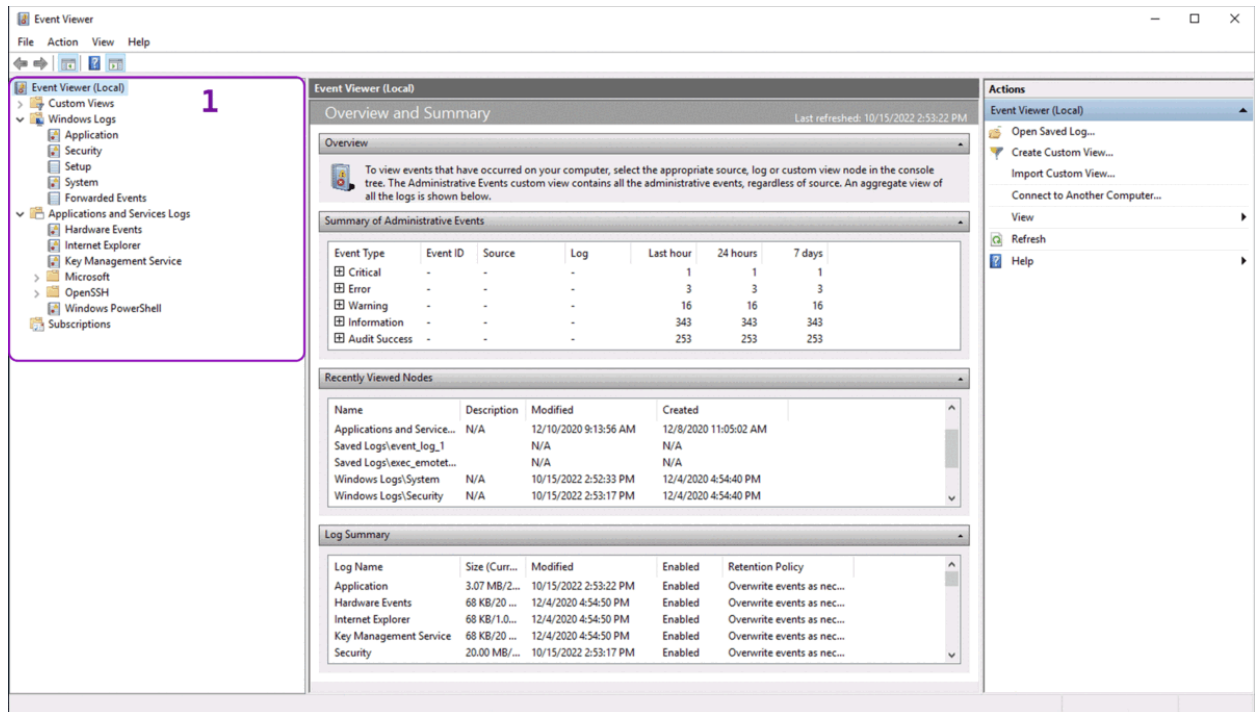 Event Viewer
File Action View Help
Event Viewer (Local)
1
Custom Views
Windows Logs
Application
Security
Setup
System
Forwarded Events
Applications and Services Logs
Hardware Events
Internet Explorer
Key Management Service
Microsoft
OpenSSH
Windows PowerShell
Subscriptions
Event Viewer (Local)
Overview and Summary Last refreshed: 10/15/2022 2:53:22 PM
Overview
To view events that have occurred on your computer, select the appropriate source, log or custom view node in the console
tree. The Administrative Events custom view contains all the administrative events, regardless of source. An aggregate view of
all the logs is shown below.
Summary of Administrative Events
Event Type Event ID Source Log Last hour 24 hours 7 days
Critical - - - 1 1 1
Error - - - 3 3 3
Warning - - - 16 16 16
Information - - - 343 343 343
Audit Success - - - 253 253 253
Recently Viewed Nodes
Name Description Modified Created
Applications and Service... N/A 12/10/2020 9:13:56 AM 12/8/2020 11:05:02 AM
Saved Logs\event_log_1 N/A N/A
Saved Logs\exec_emotet... N/A N/A
Windows Logs\System N/A 10/15/2022 2:52:33 PM 12/4/2020 4:54:40 PM
Windows Logs\Security N/A 10/15/2022 2:53:17 PM 12/4/2020 4:54:40 PM
Log Summary
Log Name Size (Curr... Modified Enabled Retention Policy
Application 3.07 MB/2... 10/15/2022 2:53:22 PM Enabled Overwrite events as nec...
Hardware Events 68 KB/20 ... 12/4/2020 4:54:50 PM Enabled Overwrite events as nec...
Internet Explorer 68 KB/1.0... 12/4/2020 4:54:50 PM Enabled Overwrite events as nec...
Key Management Service 68 KB/20 ... 12/4/2020 4:54:50 PM Enabled Overwrite events as nec...
Security 20.00 MB/... 10/15/2022 2:53:17 PM Enabled Overwrite events as nec...
Actions
Event Viewer (Local)
Open Saved Log...
Create Custom View...
Import Custom View...
Connect to Another Computer...
View
Refresh
Help